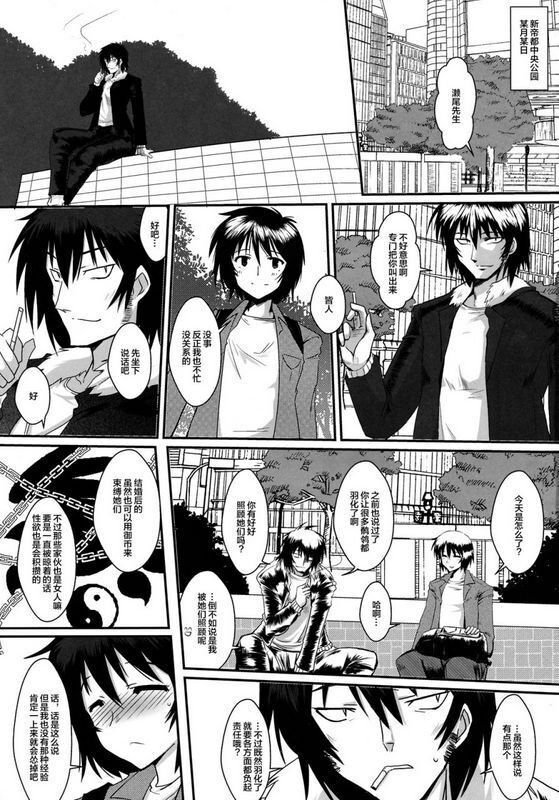 新帝都中央公园
某月某日
濑尾先生
不好意思啊
专门把你叫出来
皆人
没事
反正我也不忙
没关系的
好吧…
先坐下
说话吧
好
今天是怎么了?
之前也说过了
你让很多鹡鸰都
羽化了啊
哈啊…
你有好好
照顾她们吗?
…倒不如说是我
被她们照顾呢
结婚后的
虽然也可以用御币来
束缚她们
不过那些家伙也是女人嘛
要是一直被晾着的话
性欲也是会积攒的
…虽然这样说
有点那个
…不过既然羽化了
就要各方面都负起
责任哦?
话，话是这么说
但是我也没有那种经验
肯定一上来就会怂掉吧